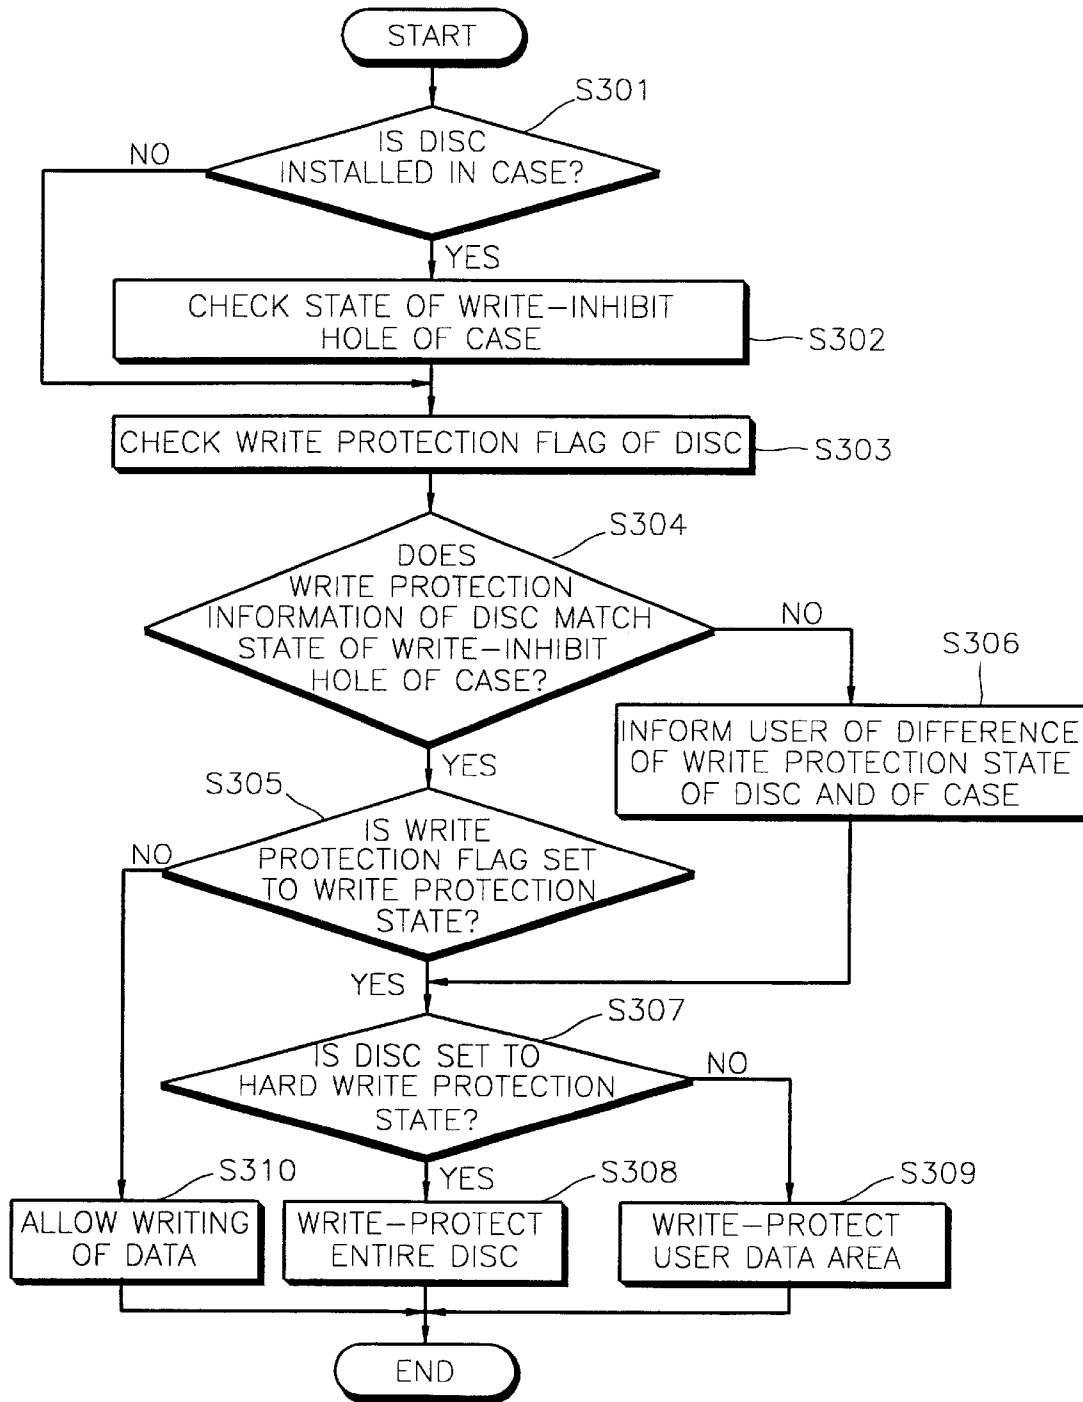 START
S301
IS DISC
INSTALLED IN CASE?
NO
YES
CHECK STATE OF WRITE-INHIBIT
HOLE OF CASE
S302
CHECK WRITE PROTECTION FLAG OF DISC
S303
S304
DOES
WRITE PROTECTION
INFORMATION OF DISC MATCH
STATE OF WRITE-INHIBIT
HOLE OF CASE?
NO
S306
INFORM USER OF DIFFERENCE
OF WRITE PROTECTION STATE
OF DISC AND OF CASE
YES
S305
IS WRITE
PROTECTION FLAG SET
TO WRITE PROTECTION
STATE?
NO
YES
S307
IS DISC SET TO
HARD WRITE PROTECTION
STATE?
NO
YES
S310
ALLOW WRITING
OF DATA
S308
WRITE-PROTECT
ENTIRE DISC
S309
WRITE-PROTECT
USER DATA AREA
END